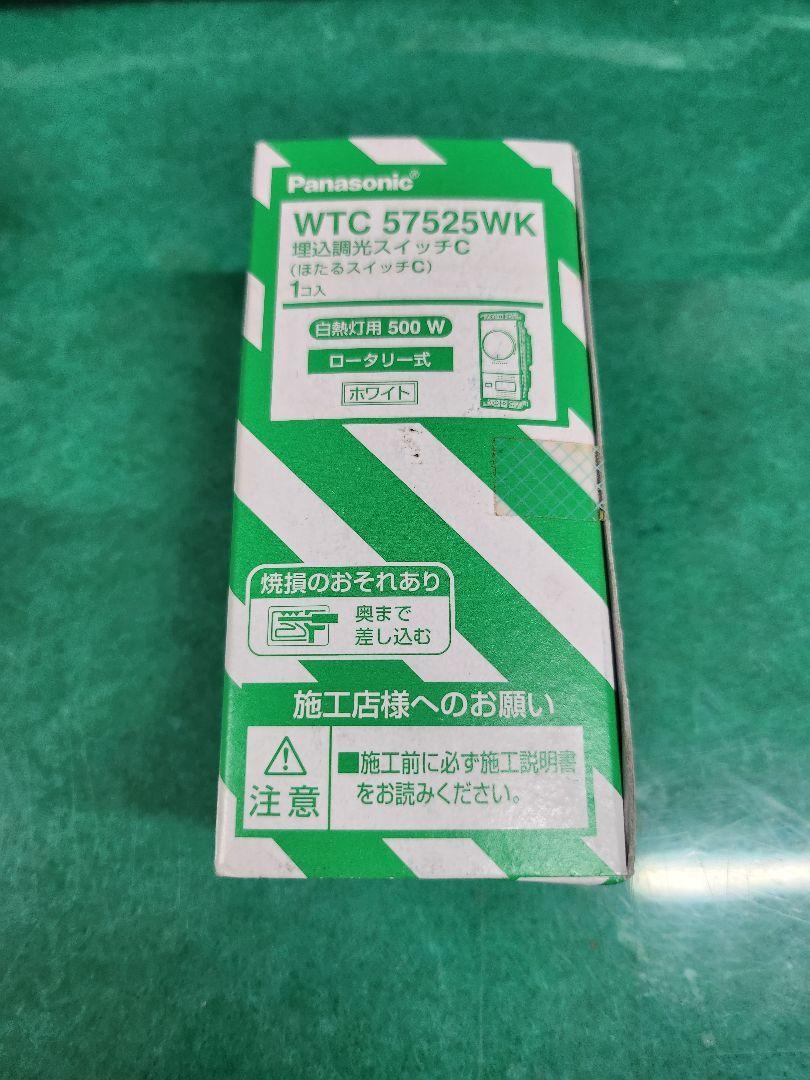 Panasonic®
WTC 57525WK
埋込調光スイッチC
(ほたるスイッチC)
1コ入
白熱灯用 500 W
ロータリー式
ホワイト
焼損のおそれあり
奥まで
差し込む
施工店様へのお願い
注意
■施工前に必ず施工説明書
をお読みください。